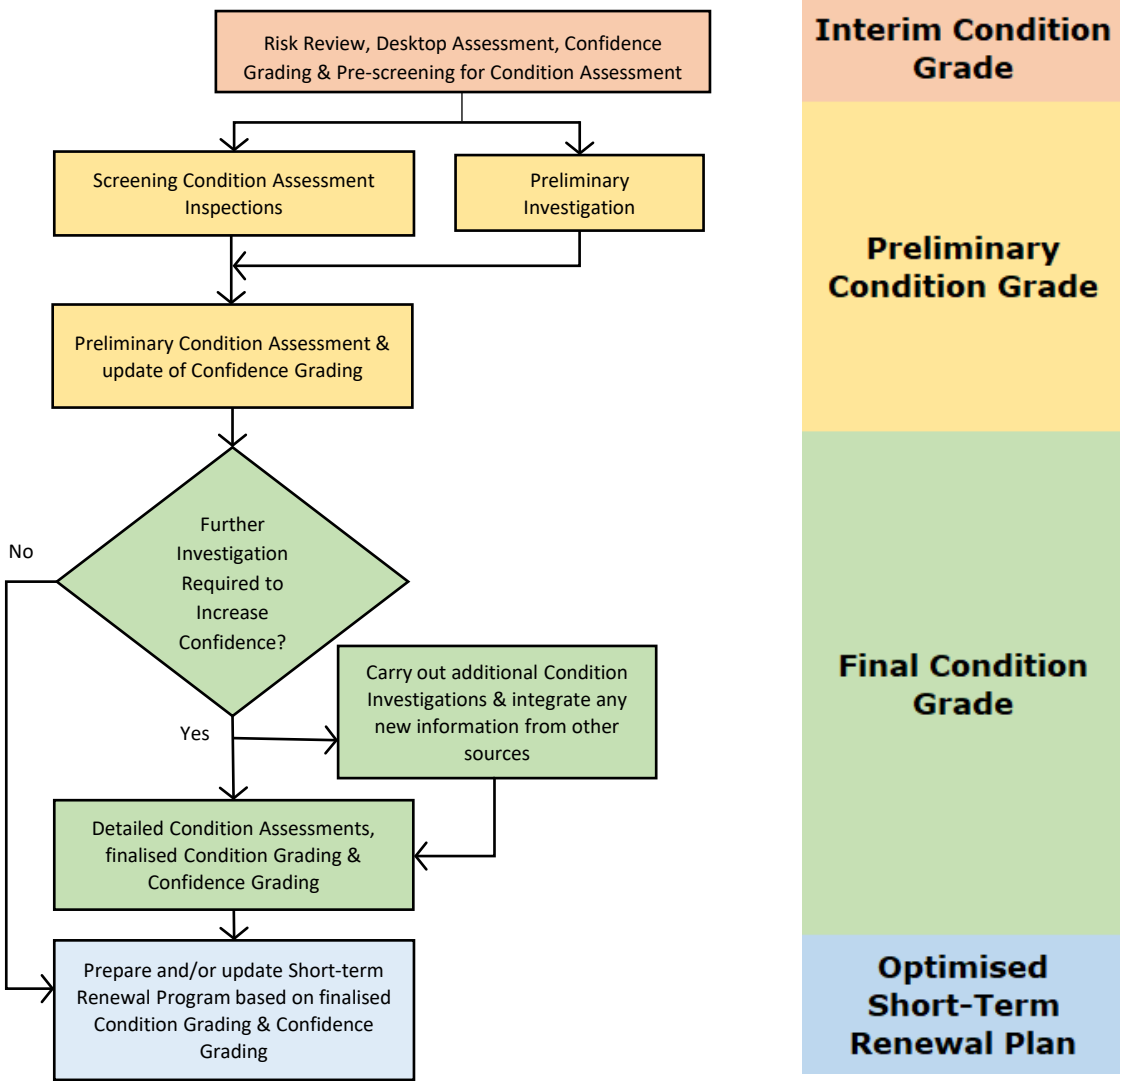 Risk Review, Desktop Assessment, Confidence
Grading & Pre-screening for Condition Assessment
Interim Condition
Grade
Screening Condition Assessment
Inspections
Preliminary
Investigation
Preliminary
Condition Grade
Preliminary Condition Assessment &
update of Confidence Grading
Further
Investigation
Required to
Increase
Confidence?
No
Yes
Carry out additional Condition
Investigations & integrate any
new information from other
sources
Final Condition
Grade
Detailed Condition Assessments,
finalised Condition Grading &
Confidence Grading
Prepare and/or update Short-term
Renewal Program based on finalised
Condition Grading & Confidence
Grading
Optimised
Short-Term
Renewal Plan